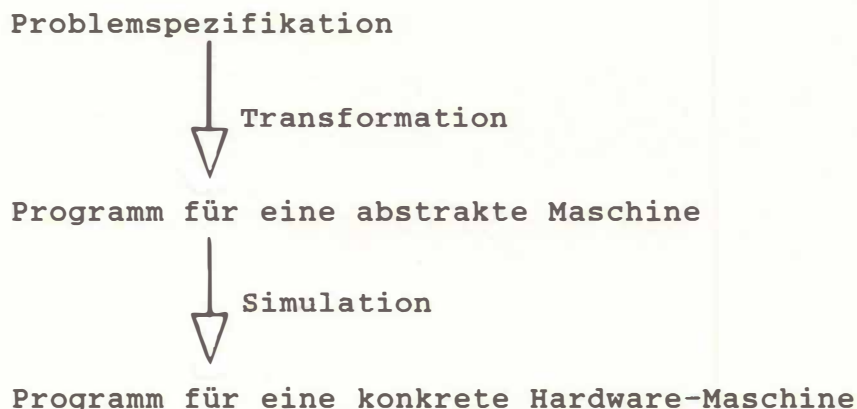 Problemspezifikation
Transformation
Programm für eine abstrakte Maschine
Simulation
Programm für eine konkrete Hardware-Maschine